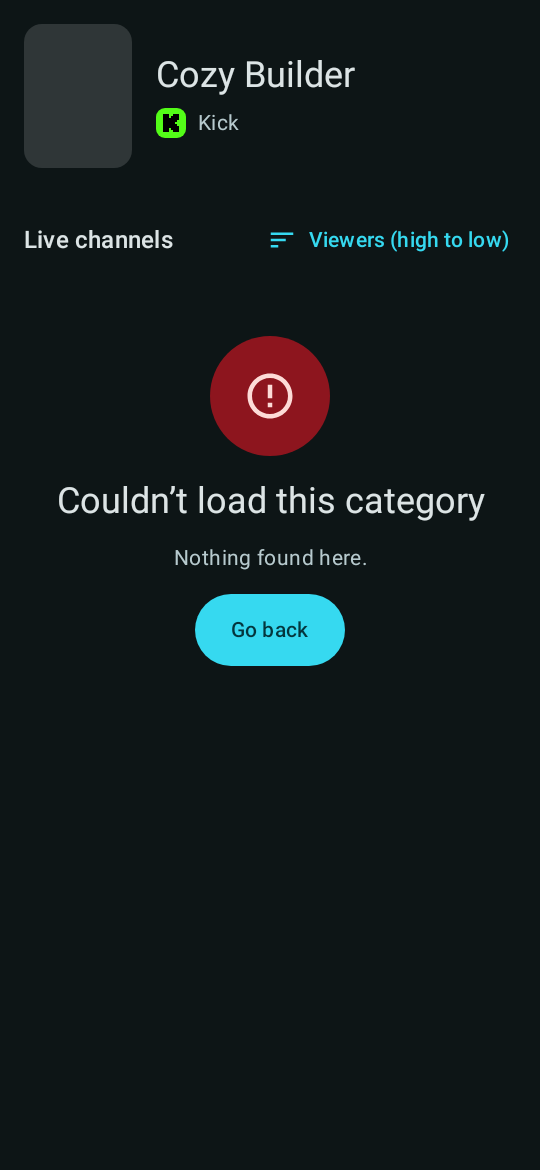 Cozy Builder
Kick
Live channels
Viewers (high to low)
Couldn’t load this category
Nothing found here.
Go back